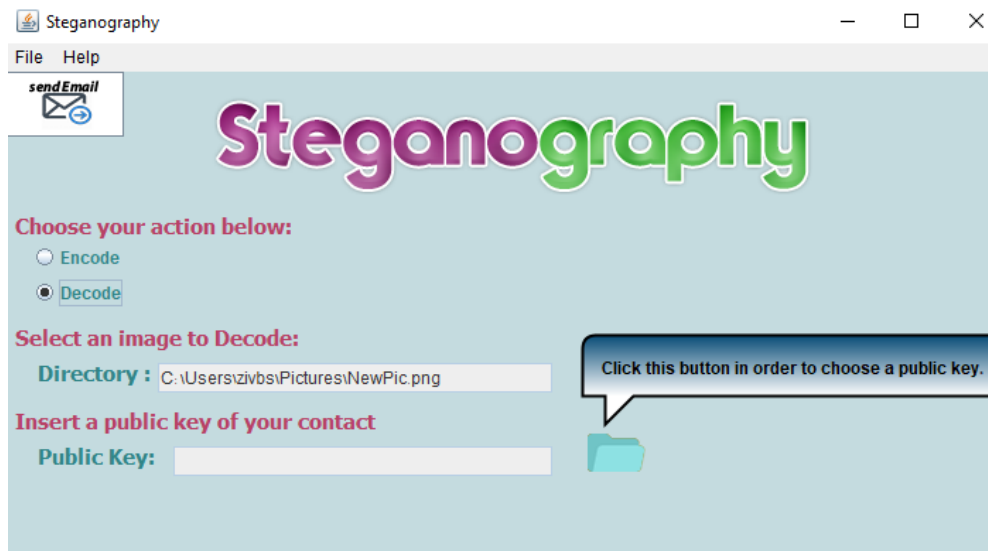 Steganography
File Help
sendEmail
Steganography
Choose your action below:
Encode
Decode
Select an image to Decode:
Directory : C:\Users\zivbs\Pictures\NewPic.png
Click this button in order to choose a public key.
Insert a public key of your contact
Public Key: